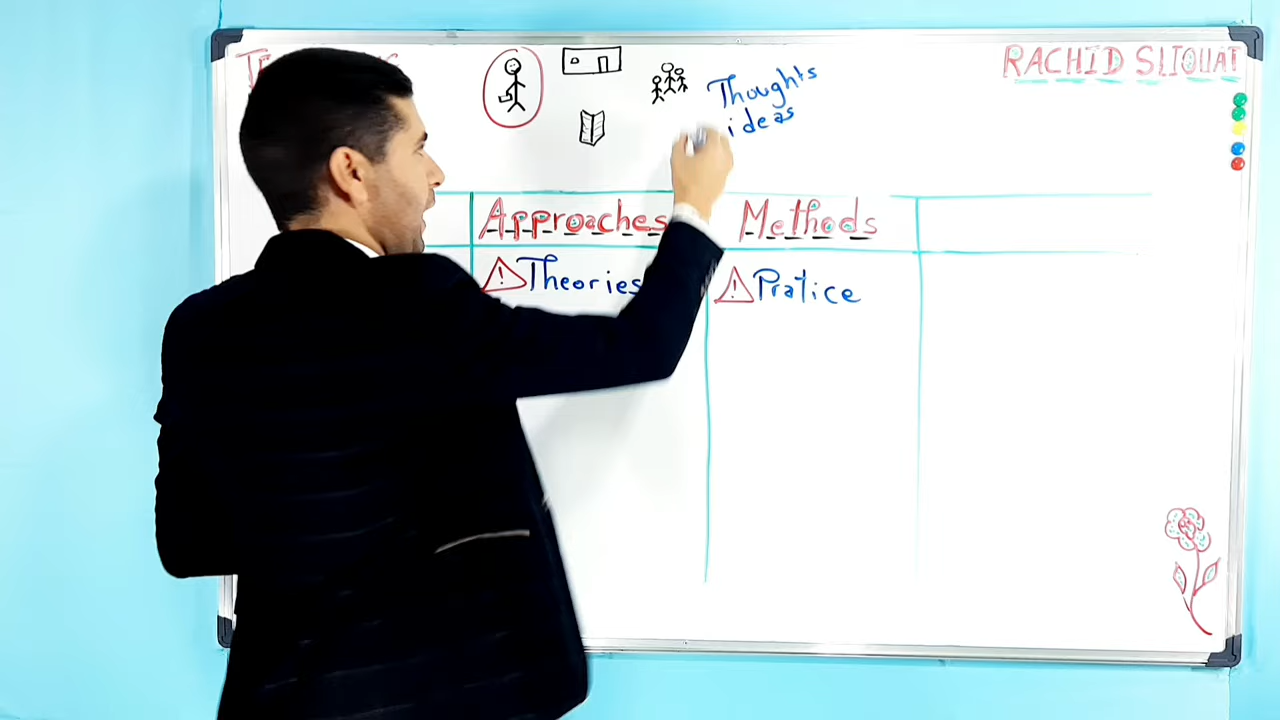 RACHID SLIOUAT
Thoughts
ideas
Approaches
Methods
! Theories
! Pratice